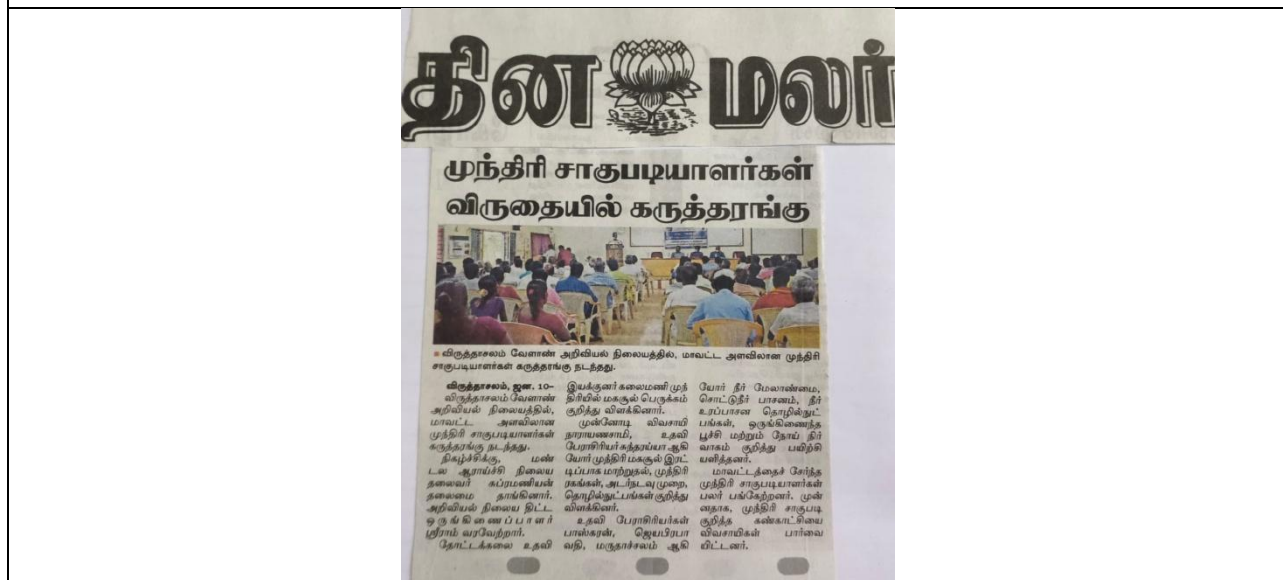 தின மலர்
முந்திரி சாகுபடியாளர்கள்
விருதையில் கருத்தரங்கு
விருத்தாசலம் வேளாண் அறிவியல் நிலையத்தில், மாவட்ட அளவிலான முந்திரி
சாகுபடியாளர்கள் கருத்தரங்கு நடந்தது.
விருத்தாசலம், ஜன. 10–
விருத்தாசலம் வேளாண்
அறிவியல் நிலையத்தில்,
மாவட்ட அளவிலான
முந்திரி சாகுபடியாளர்கள்
கருத்தரங்கு நடந்தது.
நிகழ்ச்சிக்கு, மண்
டல ஆராய்ச்சி நிலைய
தலைவர் சுப்ரமணியன்
தலைமை தாங்கினார்.
அறிவியல் நிலைய திட்ட
ஒருங்கிணைப்பாளர்
ஸ்ரீராம் வரவேற்றார்.
தோட்டக்கலை உதவி
இயக்குனர் கலைமணி முந்
திரியில் மகசூல் பெருக்கம்
குறித்து விளக்கினார்.
முன்னோடி விவசாயி
நாராயணசாமி, உதவி
பேராசிரியர் சுந்தரய்யா ஆகி
யோர் முந்திரி மகசூல் இரட்
டிப்பாக மாற்றுதல், முந்திரி
ரகங்கள், அடர்நடவு முறை,
தொழில்நுட்பங்கள் குறித்து
விளக்கினர்.
உதவி பேராசிரியர்கள்
பாஸ்கரன், ஜெயபிரபா
வதி, மருதாச்சலம் ஆகி
யோர் நீர் மேலாண்மை,
சொட்டுநீர் பாசனம், நீர்
உரப்பாசன தொழில்நுட்
பங்கள், ஒருங்கிணைந்த
பூச்சி மற்றும் நோய் நிர்
வாகம் குறித்து பயிற்சி
யளித்தனர்.
மாவட்டத்தைச் சேர்ந்த
முந்திரி சாகுபடியாளர்கள்
பலர் பங்கேற்றனர். முன்
னதாக, முந்திரி சாகுபடி
குறித்த கண்காட்சியை
விவசாயிகள் பார்வை
யிட்டனர்.